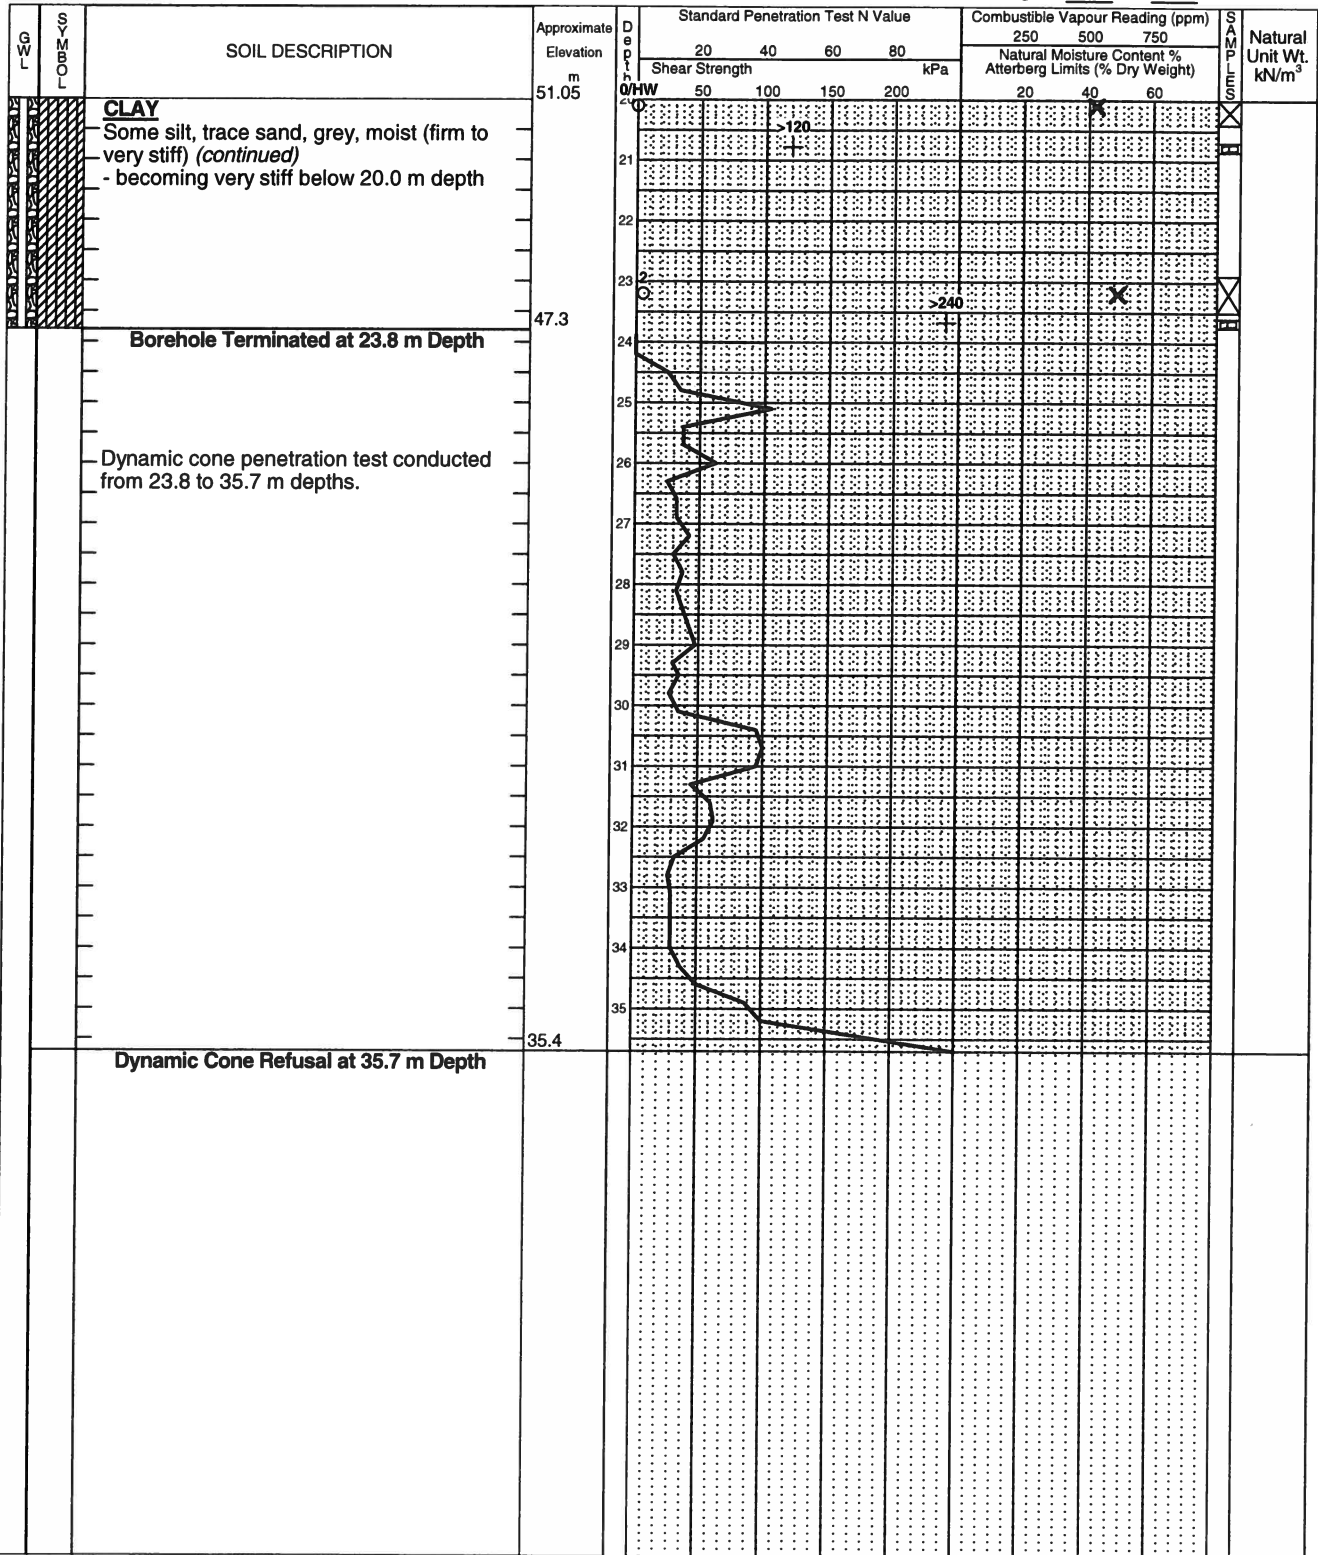 GWL
SYMBOL
SOIL DESCRIPTION
Approximate
Elevation
m
51.05
Depth
Standard Penetration Test N Value
20 40 60 80
Shear Strength kPa
50 100 150 200
Combustible Vapour Reading (ppm)
250 500 750
Natural Moisture Content %
Atterberg Limits (% Dry Weight)
20 40 60
SAMPLES
Natural
Unit Wt.
kN/m³
0/HW
20
CLAY
Some silt, trace sand, grey, moist (firm to
very stiff) (continued)
- becoming very stiff below 20.0 m depth
>120
21
22
23
2
>240
47.3
Borehole Terminated at 23.8 m Depth
24
25
Dynamic cone penetration test conducted
from 23.8 to 35.7 m depths.
26
27
28
29
30
31
32
33
34
35
35.4
Dynamic Cone Refusal at 35.7 m Depth